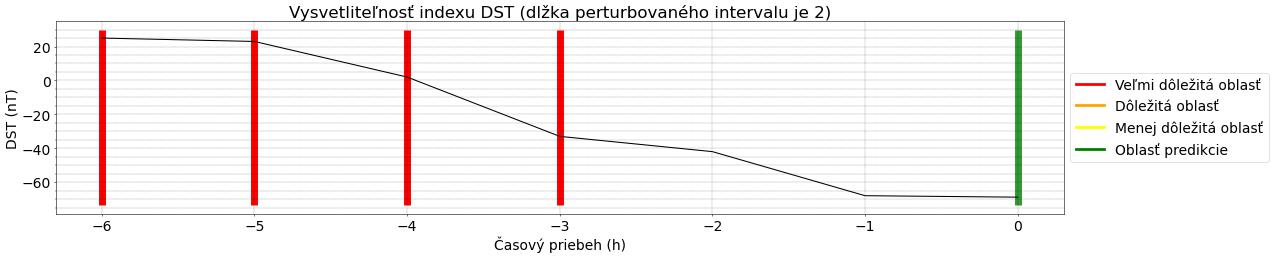 Vysvetliteľnosť indexu DST (dlžka perturbovaného intervalu je 2)
DST (nT)
20
0
−20
−40
−60
−6 −5 −4 −3 −2 −1 0
Časový priebeh (h)
Veľmi dôležitá oblasť
Dôležitá oblasť
Menej dôležitá oblasť
Oblasť predikcie